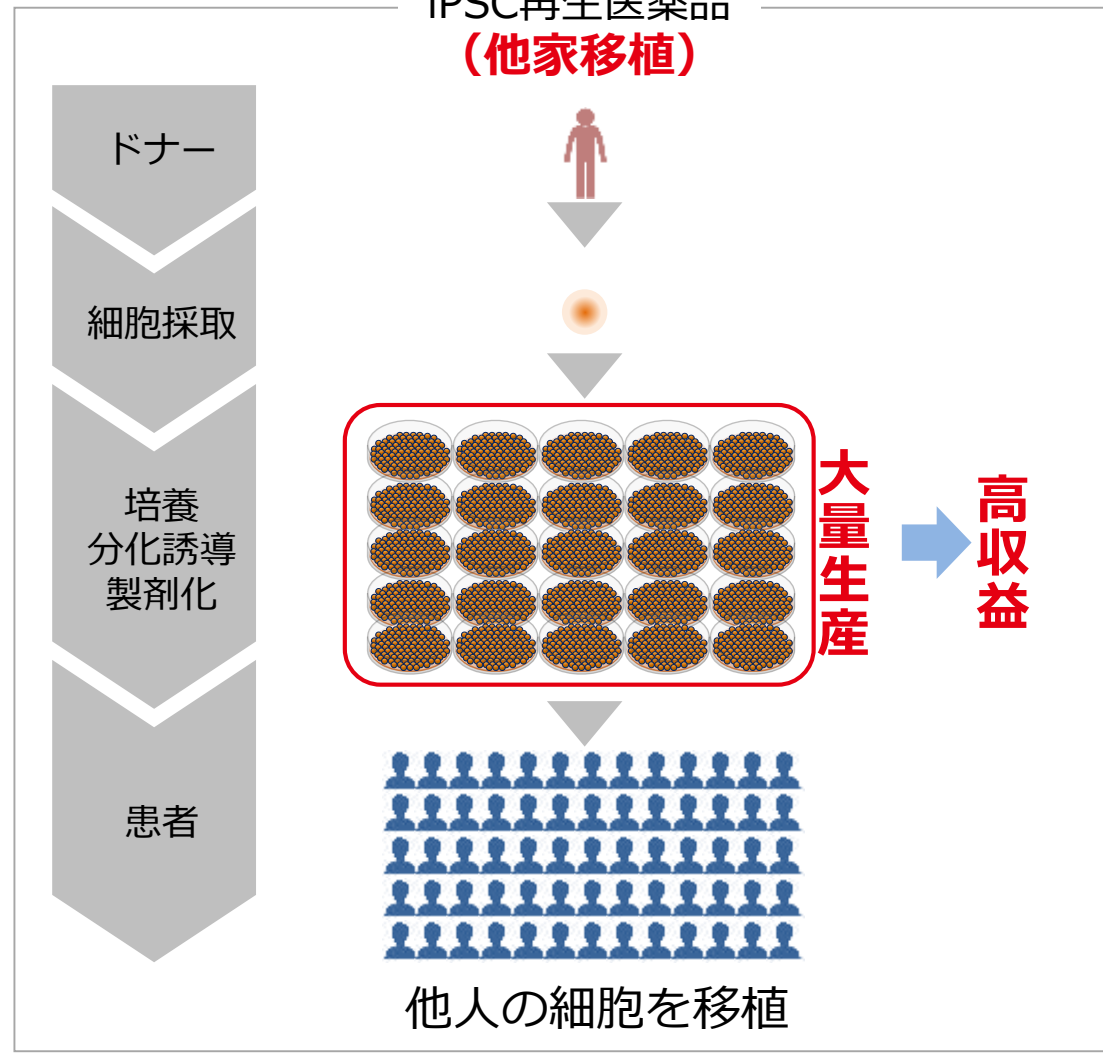 iPSC再生医薬品
（他家移植）
ドナー
細胞採取
培養
分化誘導
製剤化
大量生産
高収益
患者
他人の細胞を移植